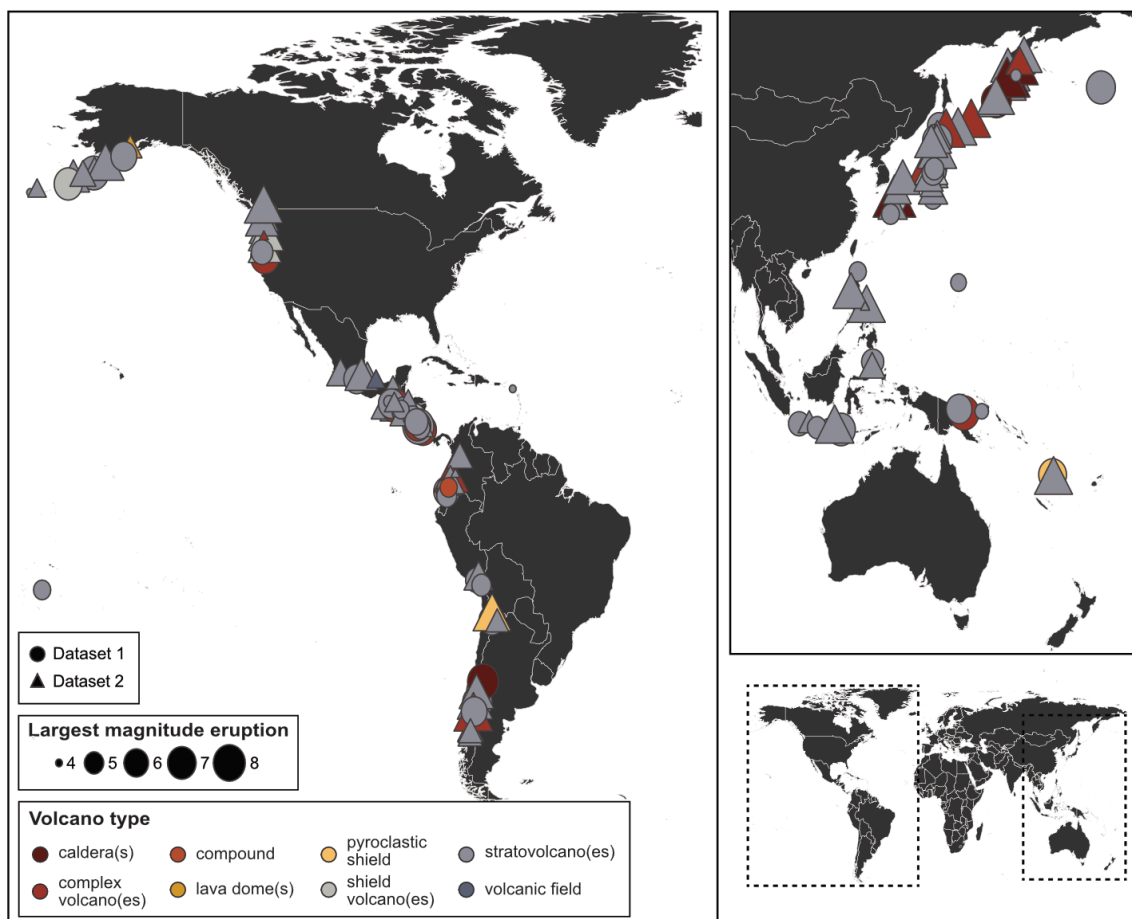 Dataset 1
Dataset 2
Largest magnitude eruption
4 5 6 7 8
Volcano type
caldera(s)
compound
pyroclastic
shield
stratovolcano(es)
complex
volcano(es)
lava dome(s)
shield
volcano(es)
volcanic field